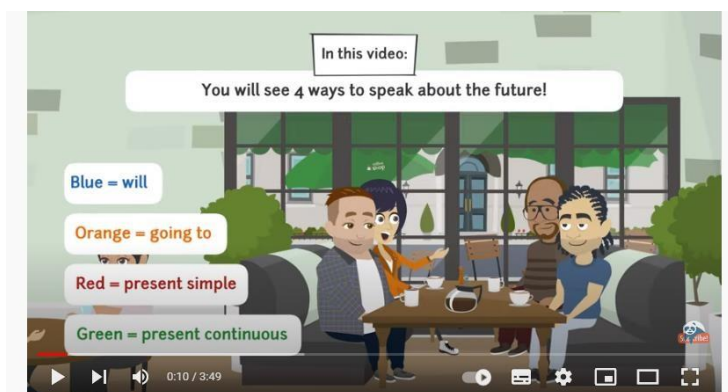 In this video:
You will see 4 ways to speak about the future!
Blue = will
Orange = going to
Red = present simple
Green = present continuous
Subscribe!
0:10 / 3:49